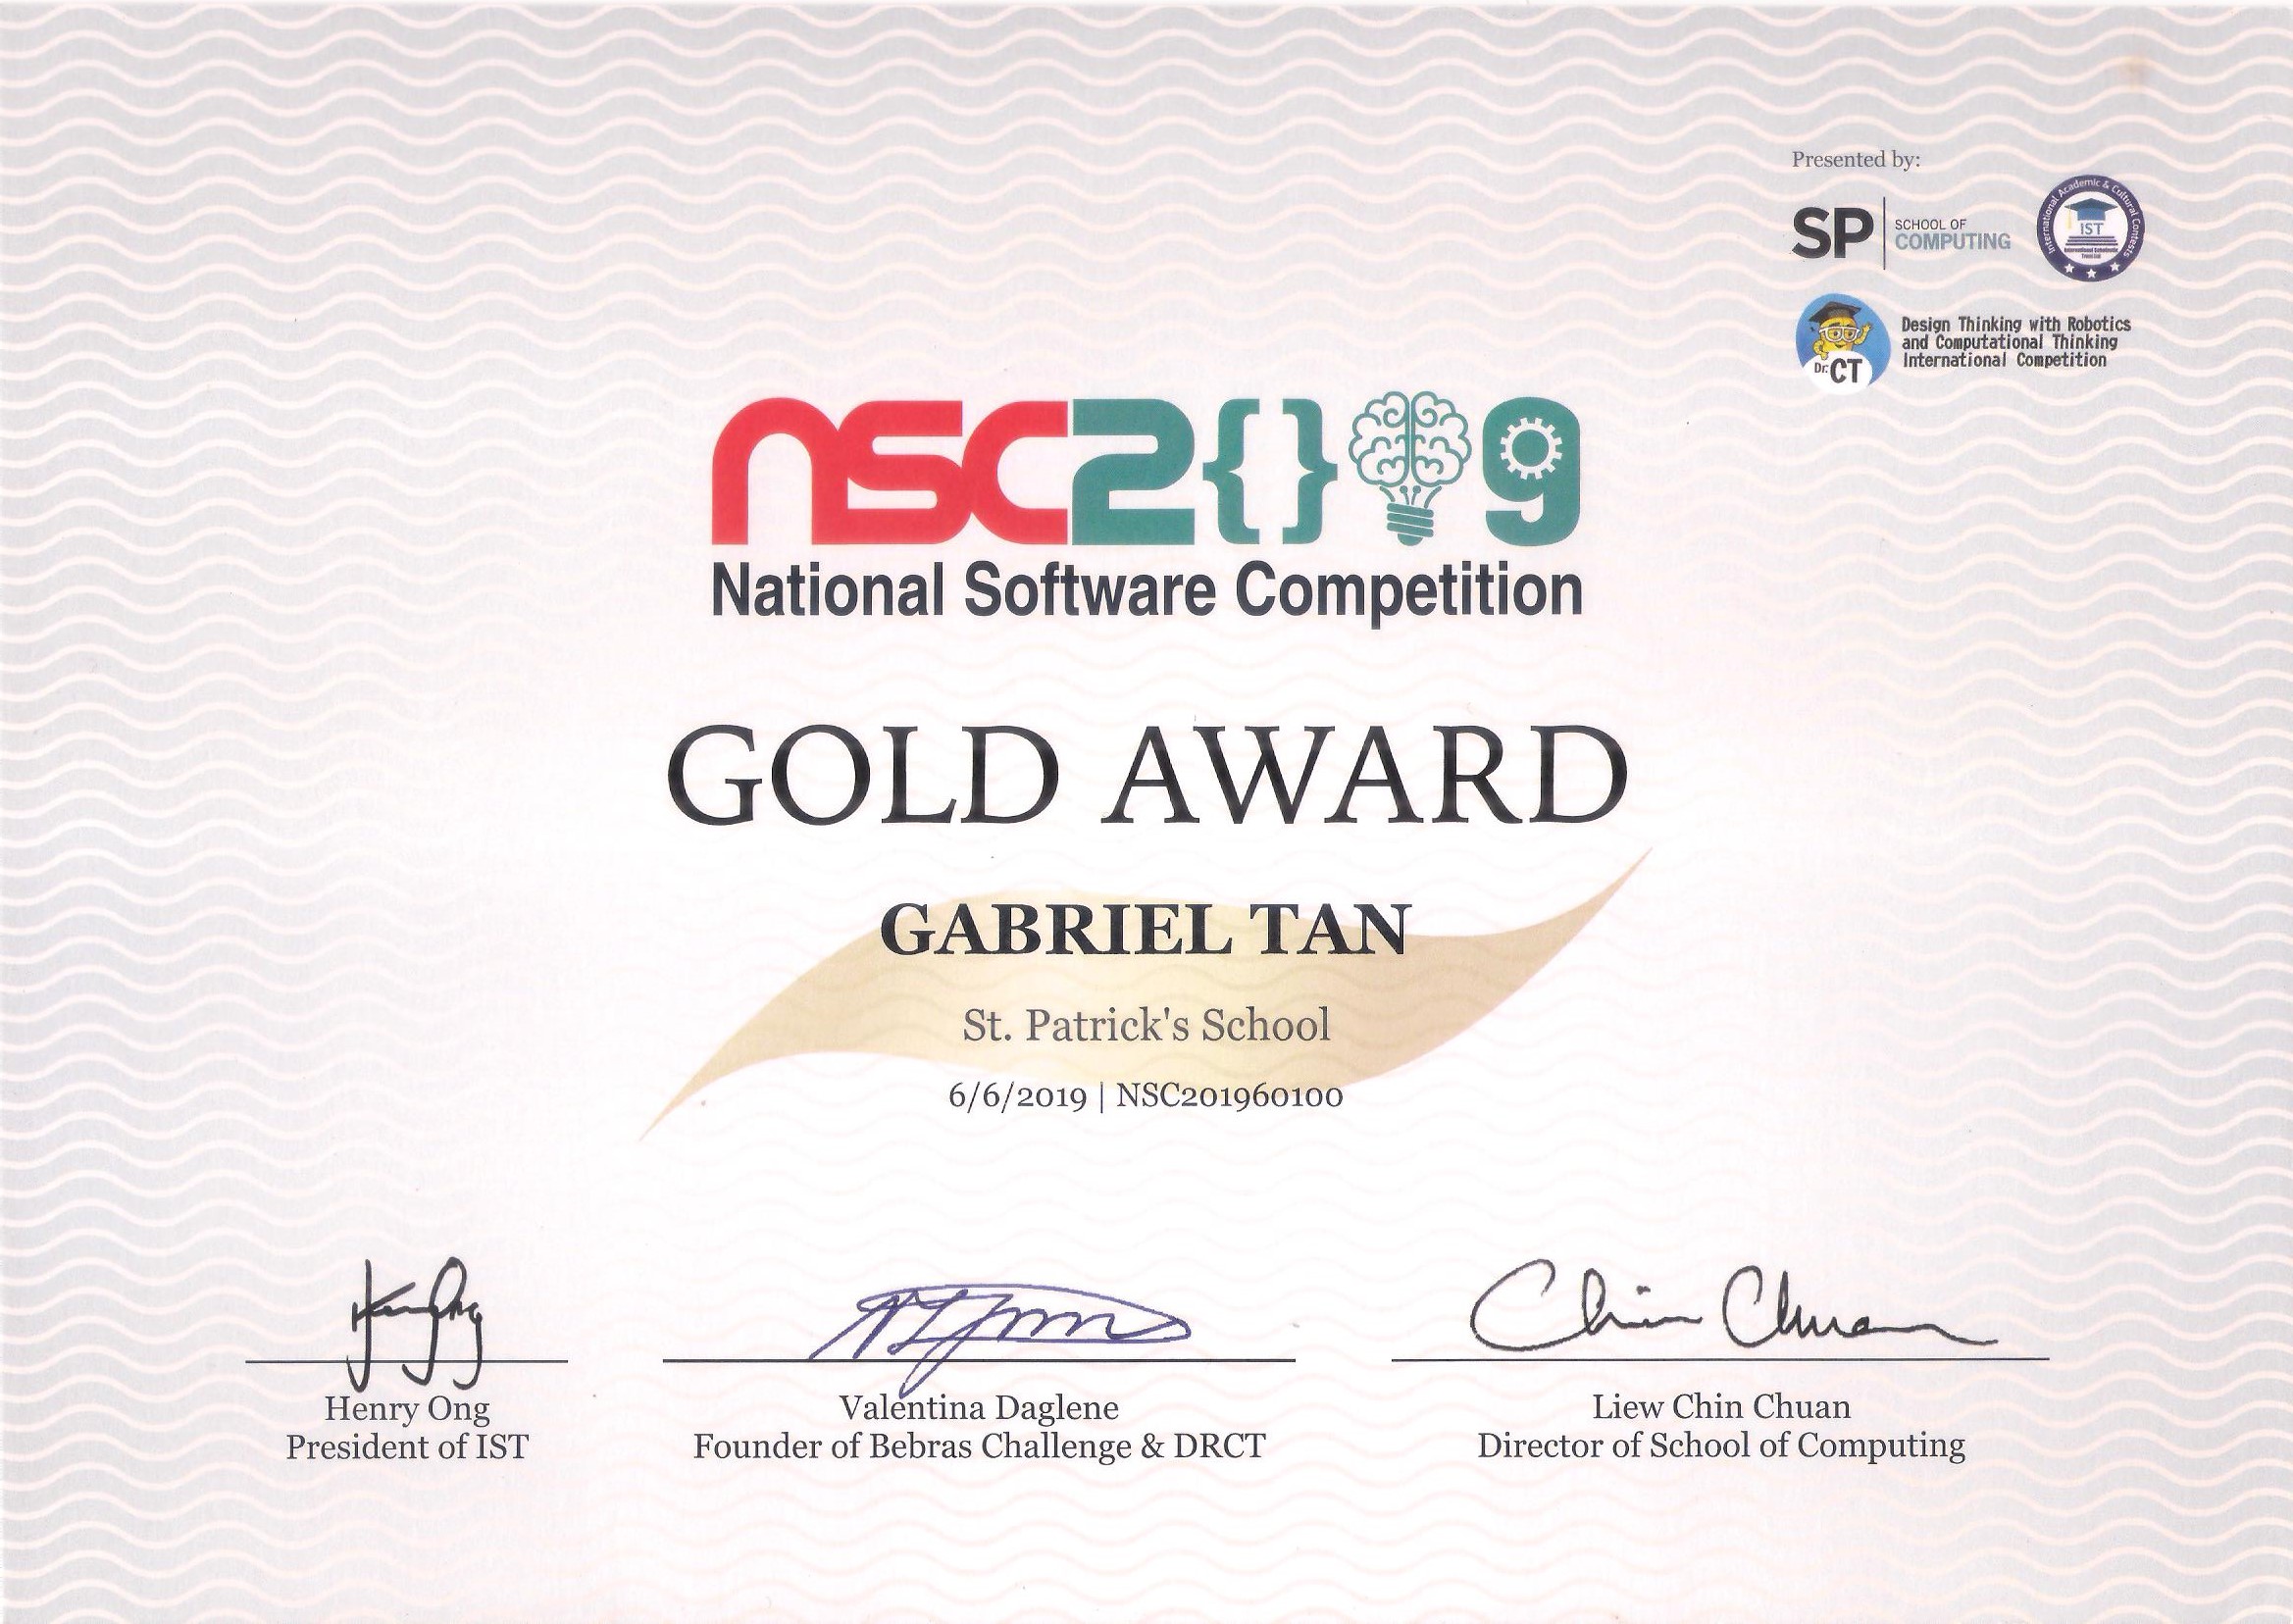 Presented by:
SP SCHOOL OF
COMPUTING
International Academic & Cultural Contests
IST
Dr.CT
Design Thinking with Robotics
and Computational Thinking
International Competition
nsc2{}19
National Software Competition
GOLD AWARD
GABRIEL TAN
St. Patrick's School
6/6/2019 | NSC201960100
Chin Chuan
Henry Ong
Valentina Daglene
Liew Chin Chuan
President of IST
Founder of Bebras Challenge & DRCT
Director of School of Computing